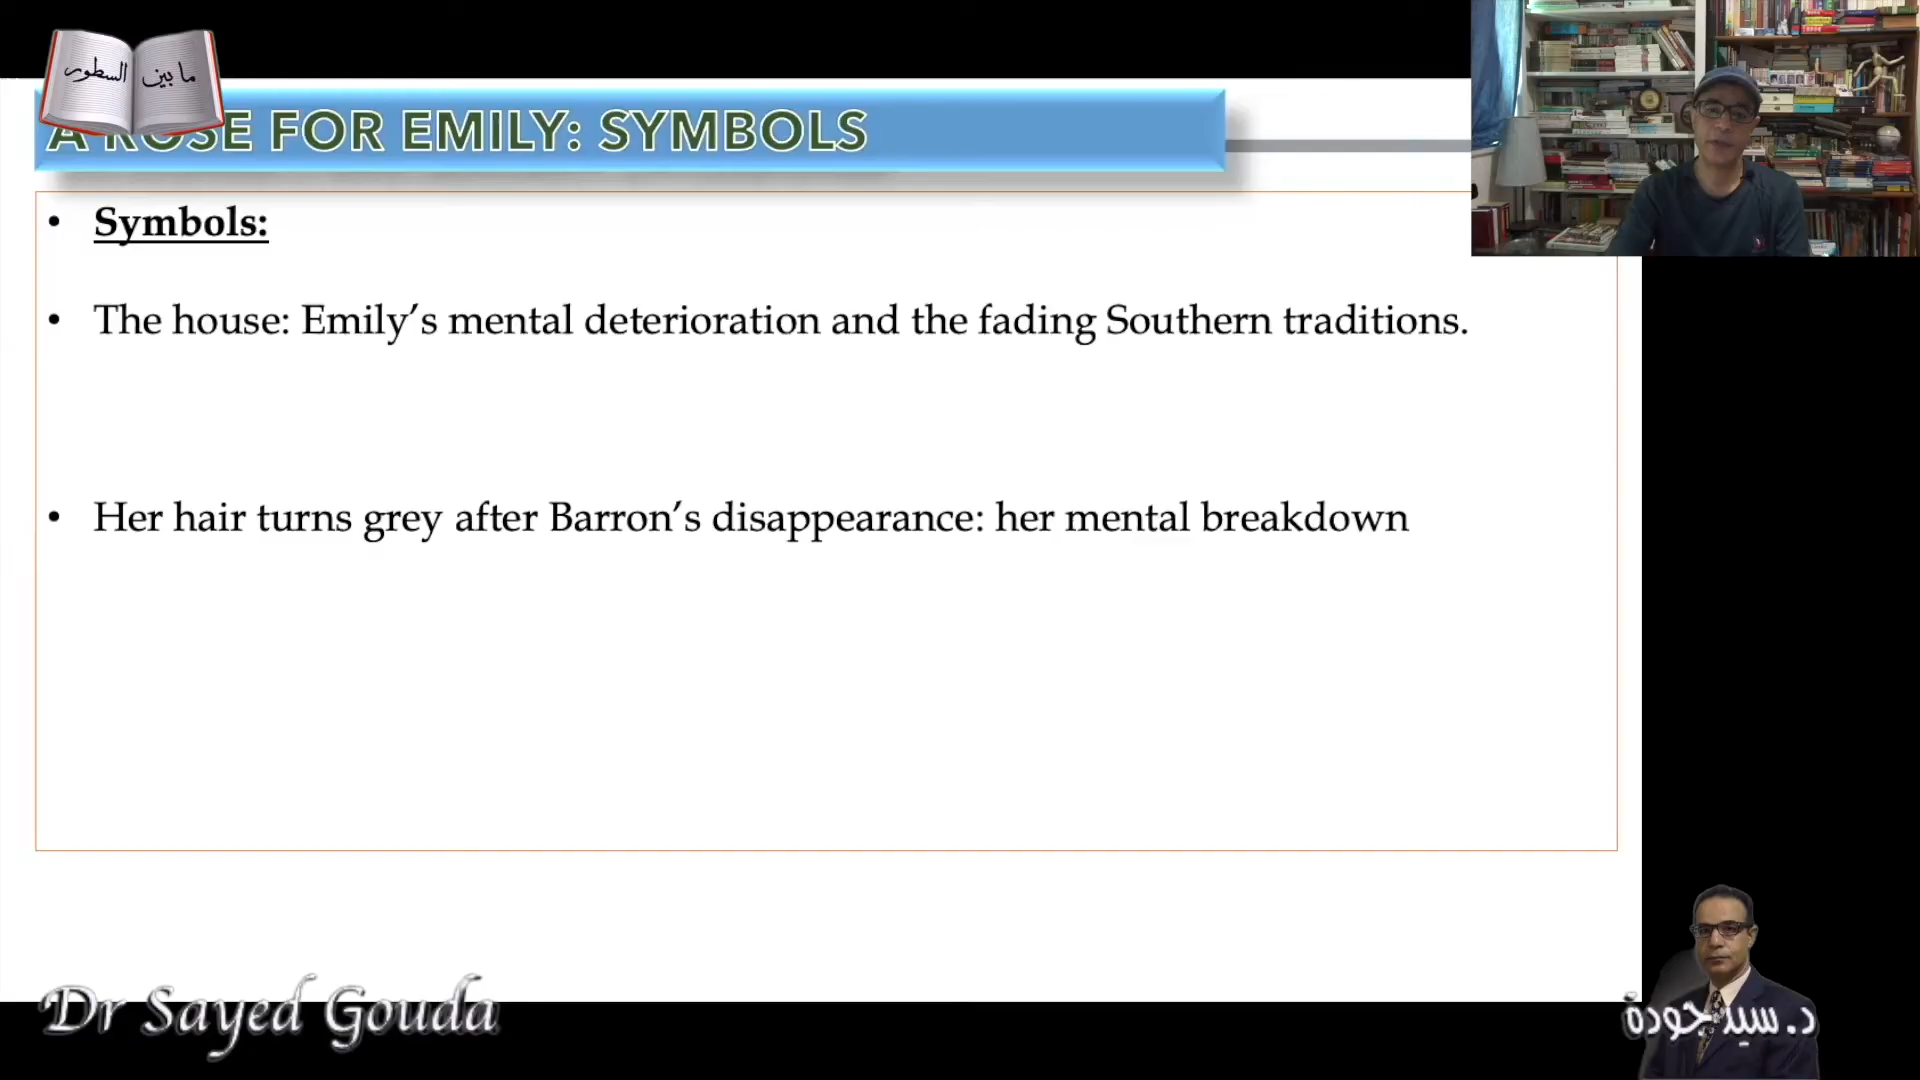 ما بين السطور
A ROSE FOR EMILY: SYMBOLS
• Symbols:
• The house: Emily’s mental deterioration and the fading Southern traditions.
• Her hair turns grey after Barron’s disappearance: her mental breakdown
Dr Sayed Gouda
د. سيد جودة